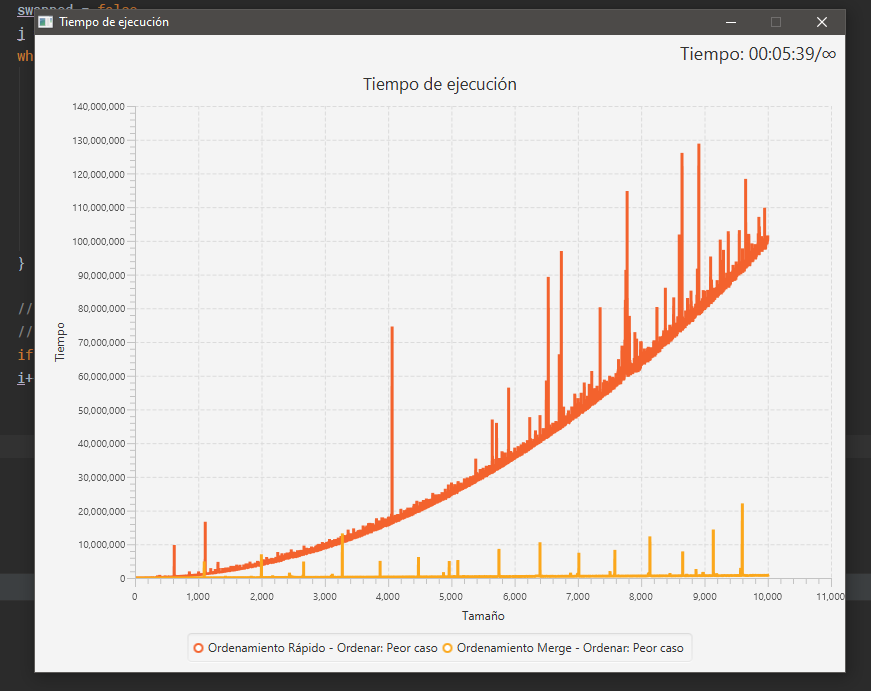 swapped = false
j
wh
}
//
//
if
i+
Tiempo de ejecución
Tiempo: 00:05:39/∞
Tiempo de ejecución
140,000,000
130,000,000
120,000,000
110,000,000
100,000,000
90,000,000
80,000,000
70,000,000
60,000,000
50,000,000
40,000,000
30,000,000
20,000,000
10,000,000
0
Tiempo
0 1,000 2,000 3,000 4,000 5,000 6,000 7,000 8,000 9,000 10,000 11,000
Tamaño
Ordenamiento Rápido - Ordenar: Peor caso Ordenamiento Merge - Ordenar: Peor caso